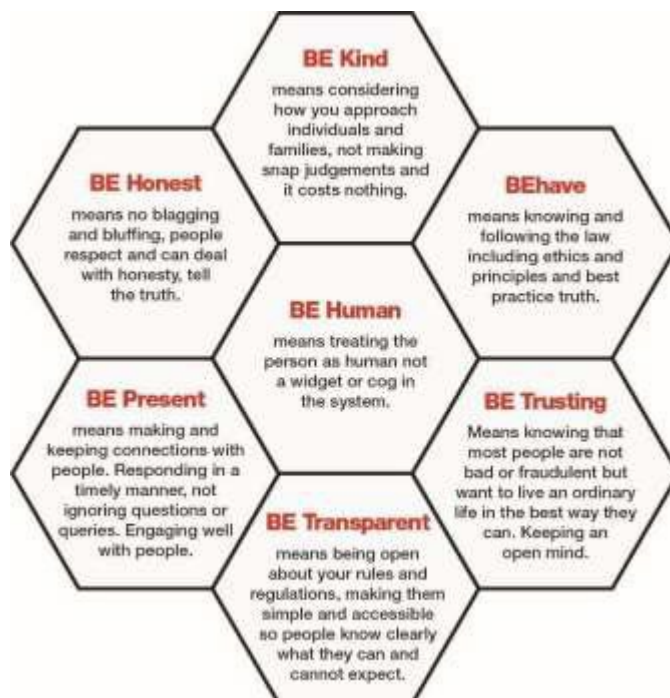 BE Kind
means considering
how you approach
individuals and
families, not making
snap judgements and
it costs nothing.
BE Honest
means no blagging
and bluffing, people
respect and can deal
with honesty, tell
the truth.
BEhave
means knowing and
following the law
including ethics and
principles and best
practice truth.
BE Human
means treating the
person as human not
a widget or cog in
the system.
BE Present
means making and
keeping connections with
people. Responding in a
timely manner, not
ignoring questions or
queries. Engaging well
with people.
BE Trusting
Means knowing that
most people are not
bad or fraudulent but
want to live an ordinary
life in the best way they
can. Keeping an
open mind.
BE Transparent
means being open
about your rules and
regulations, making them
simple and accessible
so people know clearly
what they can and
cannot expect.